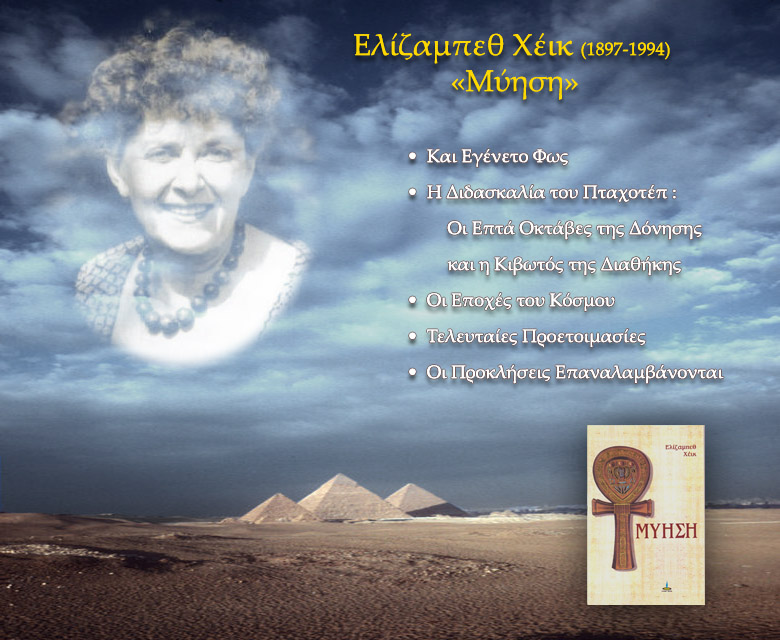 Ελίζαμπεθ Χέικ (1897-1994)
«Μύηση»
• Και Εγένετο Φως
• Η Διδασκαλία του Πταχοτέπ :
Οι Επτά Οκτάβες της Δόνησης
και η Κιβωτός της Διαθήκης
• Οι Εποχές του Κόσμου
• Τελευταίες Προετοιμασίες
• Οι Προκλήσεις Επαναλαμβάνονται
Ελίζαμπεθ
Χέικ
ΜΥΗΣΗ